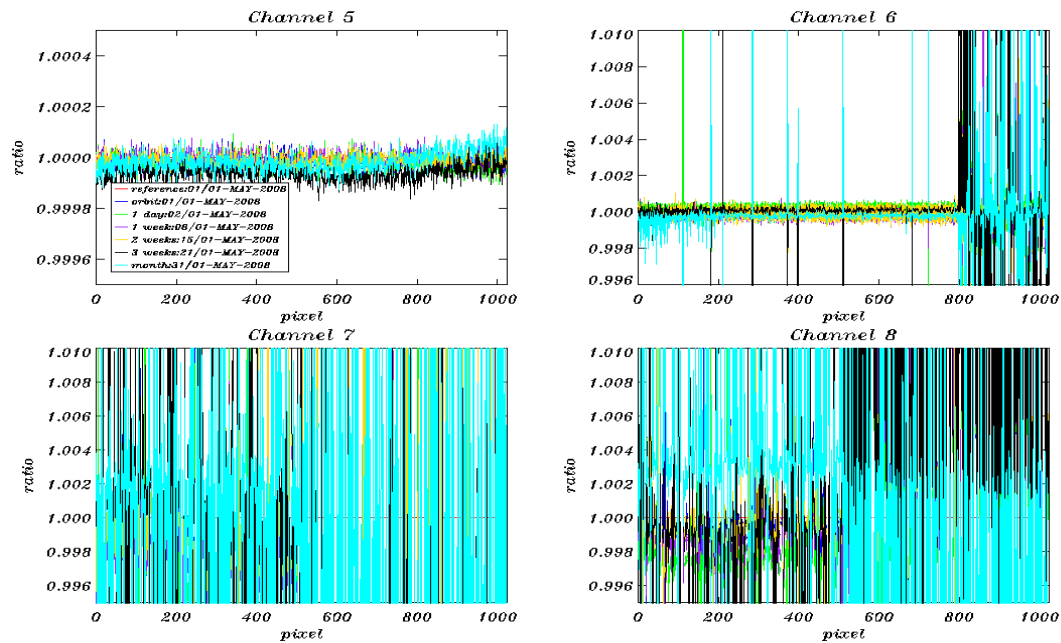 Channel 5
1.0004
1.0002
1.0000
0.9998
0.9996
ratio
reference:01/01-MAY-2008
orbit:01/01-MAY-2008
1 day:02/01-MAY-2008
1 week:08/01-MAY-2008
2 weeks:15/01-MAY-2008
3 weeks:21/01-MAY-2008
month:31/01-MAY-2008
0 200 400 600 800 1000
pixel
Channel 6
1.010
1.008
1.006
1.004
1.002
1.000
0.998
0.996
ratio
0 200 400 600 800 1000
pixel
Channel 7
1.010
1.008
1.006
1.004
1.002
1.000
0.998
0.996
ratio
0 200 400 600 800 1000
pixel
Channel 8
1.010
1.008
1.006
1.004
1.002
1.000
0.998
0.996
ratio
0 200 400 600 800 1000
pixel